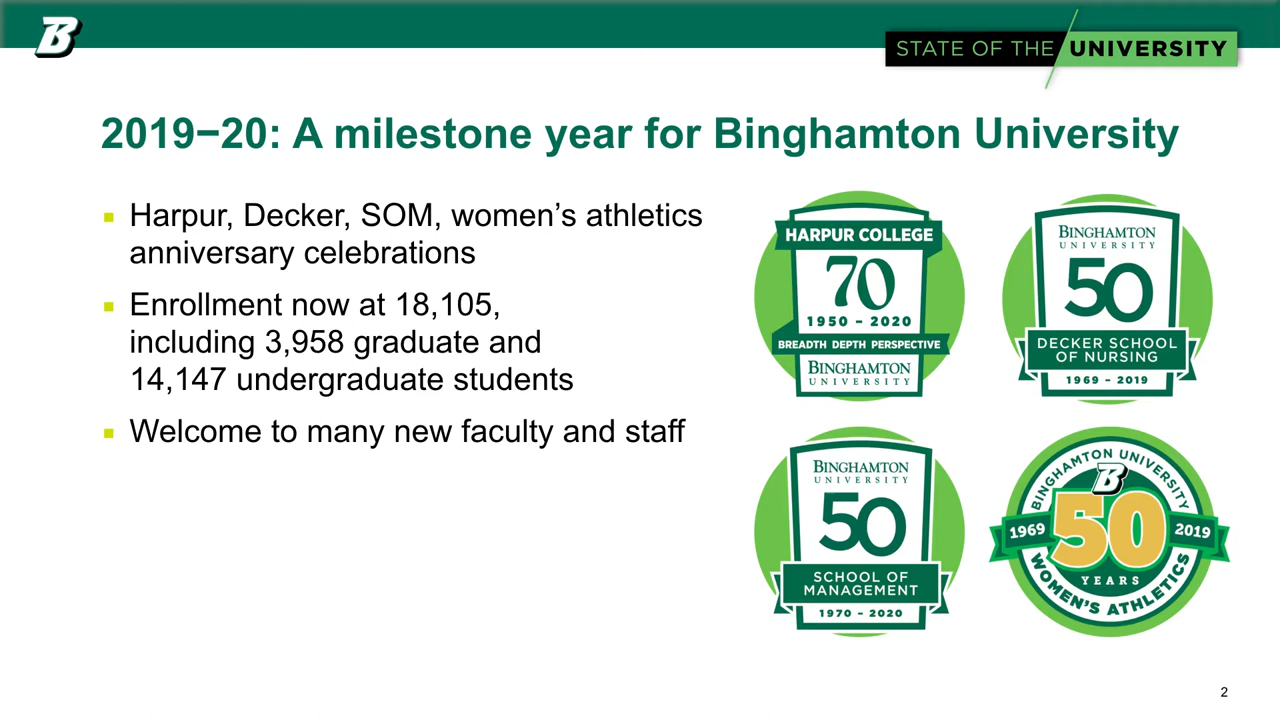 B
STATE OF THE UNIVERSITY
2019−20: A milestone year for Binghamton University
Harpur, Decker, SOM, women’s athletics
anniversary celebrations
Enrollment now at 18,105,
including 3,958 graduate and
14,147 undergraduate students
Welcome to many new faculty and staff
HARPUR COLLEGE
70
1950 – 2020
BREADTH DEPTH PERSPECTIVE
BINGHAMTON
UNIVERSITY
BINGHAMTON
UNIVERSITY
50
DECKER SCHOOL
OF NURSING
1969 – 2019
BINGHAMTON
UNIVERSITY
50
SCHOOL OF
MANAGEMENT
1970 – 2020
BINGHAMTON UNIVERSITY
B
1969
50
2019
YEARS
WOMEN’S ATHLETICS
2